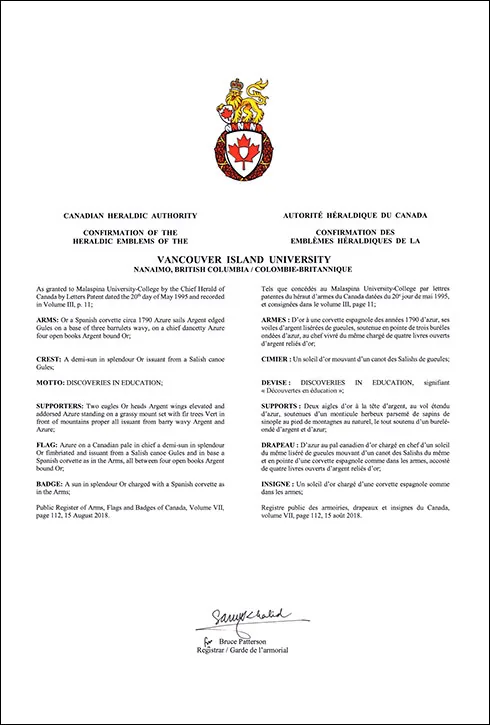 CANADIAN HERALDIC AUTHORITY
CONFIRMATION OF THE
HERALDIC EMBLEMS OF THE
AUTORITÉ HÉRALDIQUE DU CANADA
CONFIRMATION DES
EMBLÈMES HÉRALDIQUES DE LA
VANCOUVER ISLAND UNIVERSITY
NANAIMO, BRITISH COLUMBIA / COLOMBIE-BRITANNIQUE
As granted to Malaspina University-College by the Chief Herald of
Canada by Letters Patent dated the 20th day of May 1995 and recorded
in Volume III, p. 11;
ARMS: Or a Spanish corvette circa 1790 Azure sails Argent edged
Gules on a base of three barrulets wavy, on a chief dancetty Azure
four open books Argent bound Or;
CREST: A demi-sun in splendour Or issuant from a Salish canoe
Gules;
MOTTO: DISCOVERIES IN EDUCATION;
SUPPORTERS: Two eagles Or heads Argent wings elevated and
addorsed Azure standing on a grassy mount set with fir trees Vert in
front of mountains proper all issuant from barry wavy Argent and
Azure;
FLAG: Azure on a Canadian pale in chief a demi-sun in splendour
Or fimbriated and issuant from a Salish canoe Gules and in base a
Spanish corvette as in the Arms, all between four open books Argent
bound Or;
BADGE: A sun in splendour Or charged with a Spanish corvette as
in the Arms;
Public Register of Arms, Flags and Badges of Canada, Volume VII,
page 112, 15 August 2018.
Tels que concédés au Malaspina University-College par lettres
patentes du héraut d'armes du Canada datées du 20e jour de mai 1995,
et consignées dans le volume III, page 11;
ARMES : D'or à une corvette espagnole des années 1790 d'azur, ses
voiles d'argent lisérées de gueules, soutenue en pointe de trois burèles
ondées d'azur, au chef vivré du même chargé de quatre livres ouverts
d'argent reliés d'or;
CIMIER : Un soleil d'or mouvant d'un canot des Salishs de gueules;
DEVISE : DISCOVERIES IN EDUCATION, signifiant
« Découvertes en éducation »;
SUPPORTS : Deux aigles d'or à la tête d'argent, au vol étendu
d'azur, soutenues d'un monticule herbeux parsemé de sapins de
sinople au pied de montagnes au naturel, le tout soutenu d'un burelé-
ondé d'argent et d'azur;
DRAPEAU : D'azur au pal canadien d'or chargé en chef d'un soleil
du même liseré de gueules mouvant d'un canot des Salishs du même
et en pointe d'une corvette espagnole comme dans les armes, accosté
de quatre livres ouverts d'argent reliés d'or;
INSIGNE : Un soleil d'or chargé d'une corvette espagnole comme
dans les armes;
Registre public des armoiries, drapeaux et insignes du Canada,
volume VII, page 112, 15 août 2018.
for Bruce Patterson
Registrar / Garde de l'armorial